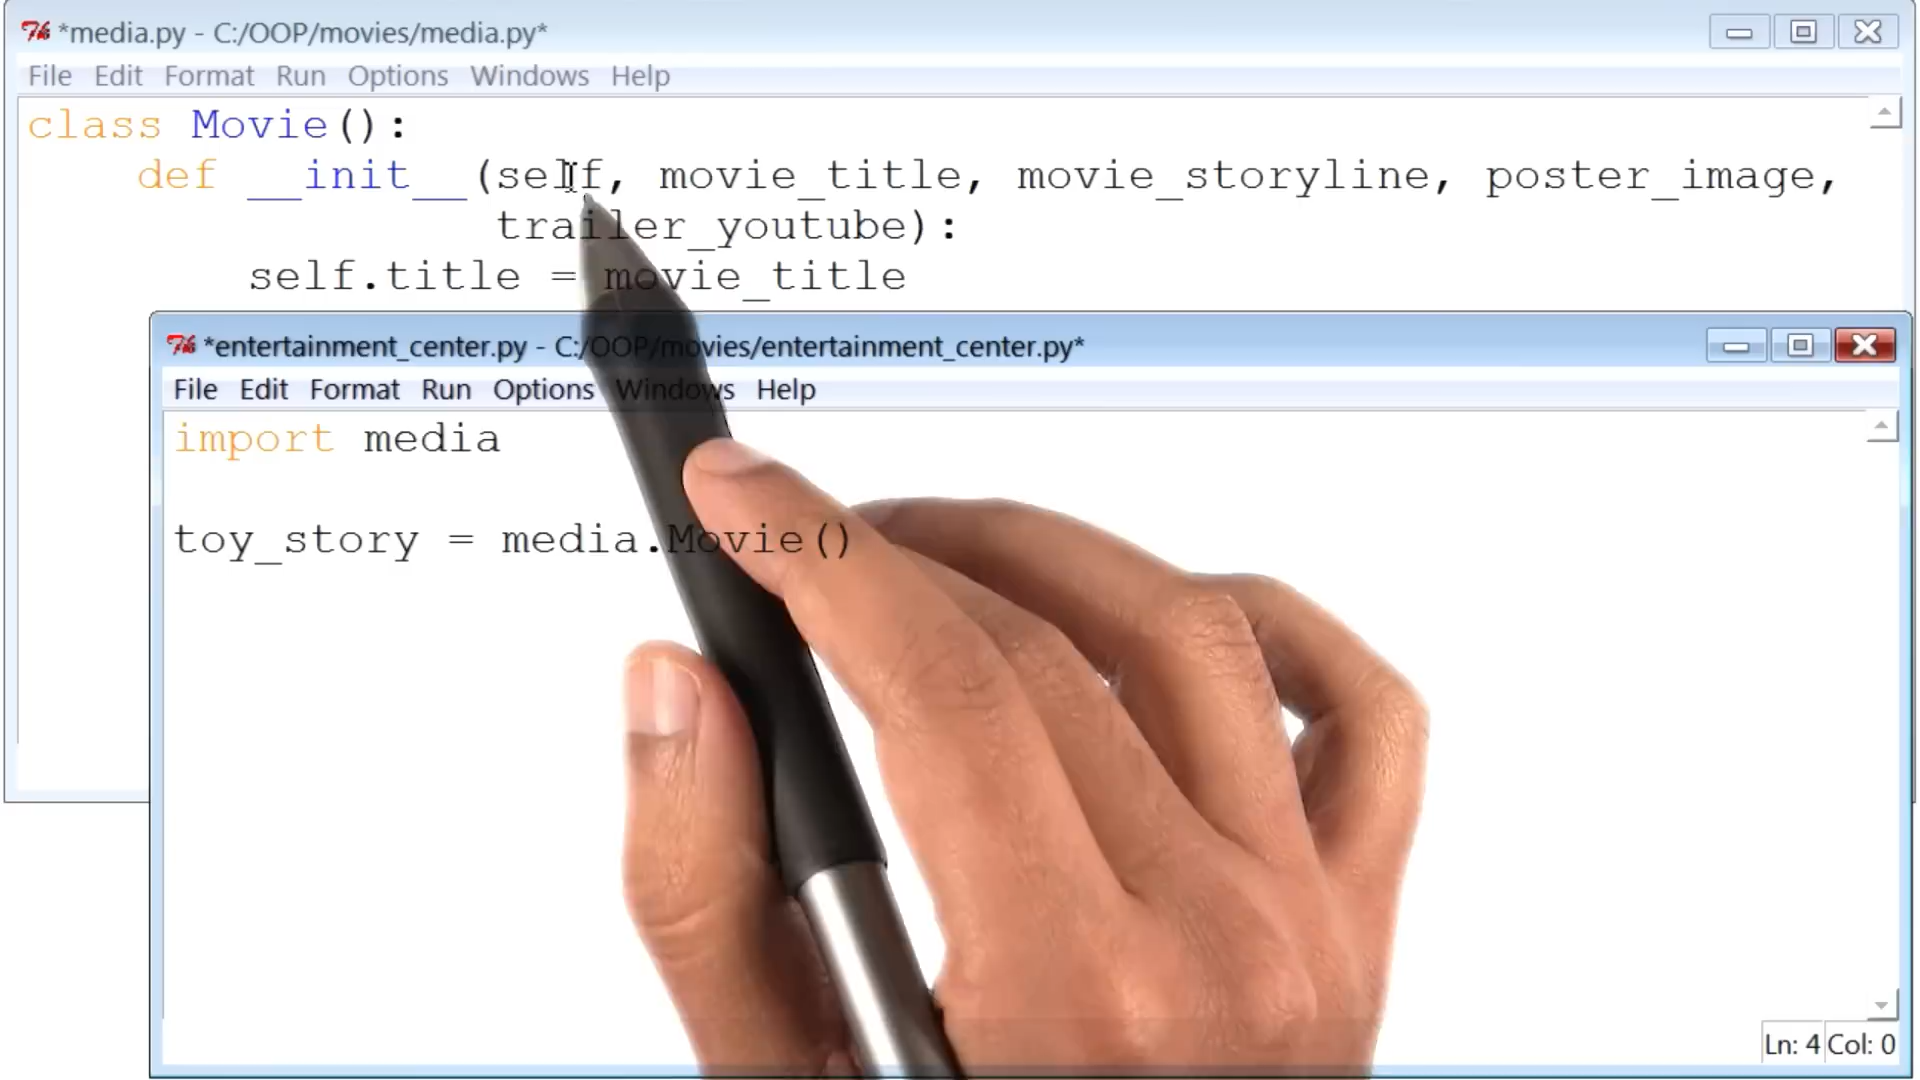 *media.py - C:/OOP/movies/media.py*
File Edit Format Run Options Windows Help
class Movie():
def __init__(self, movie_title, movie_storyline, poster_image,
trailer_youtube):
self.title = movie_title
*entertainment_center.py - C:/OOP/movies/entertainment_center.py*
File Edit Format Run Options Windows Help
import media
toy_story = media.Movie()
Ln: 4 Col: 0